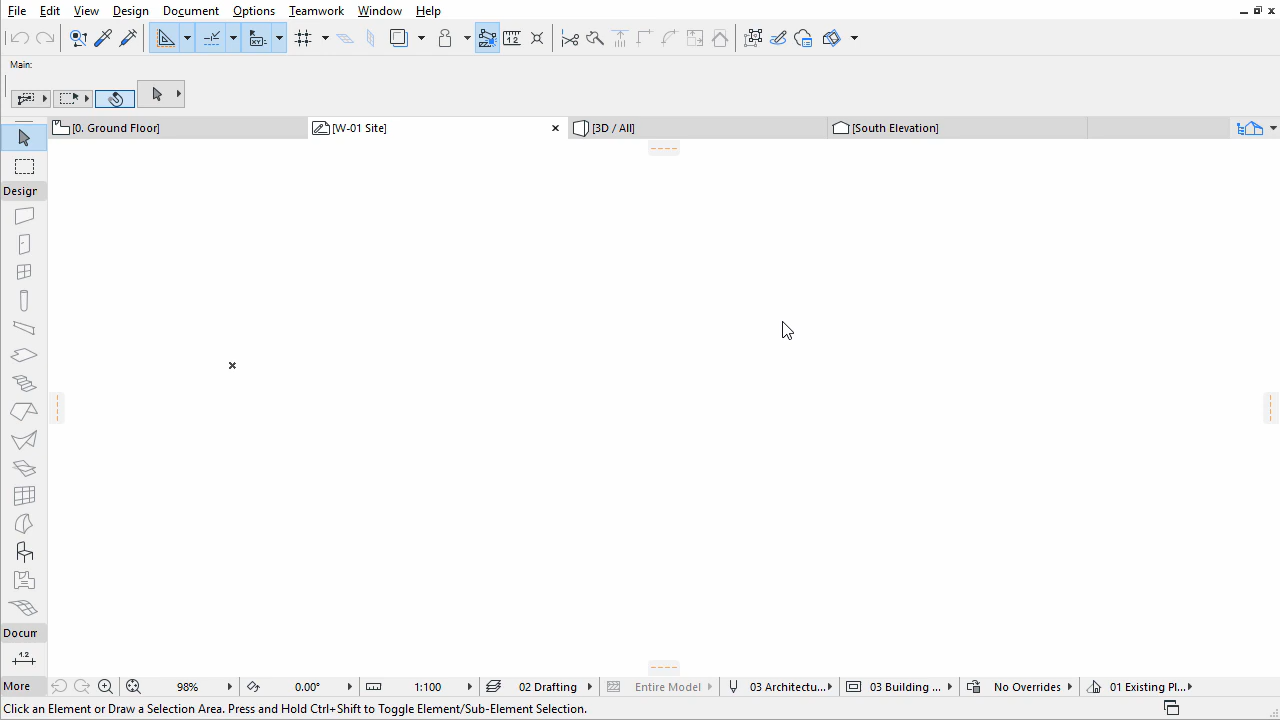 File Edit View Design Document Options Teamwork Window Help
Main:
[0. Ground Floor] [W-01 Site] [3D / All] [South Elevation]
Design
Docum
1.2
More
98% 0.00° 1:100 02 Drafting Entire Model 03 Architectu... 03 Building ... No Overrides 01 Existing Pl...
Click an Element or Draw a Selection Area. Press and Hold Ctrl+Shift to Toggle Element/Sub-Element Selection.